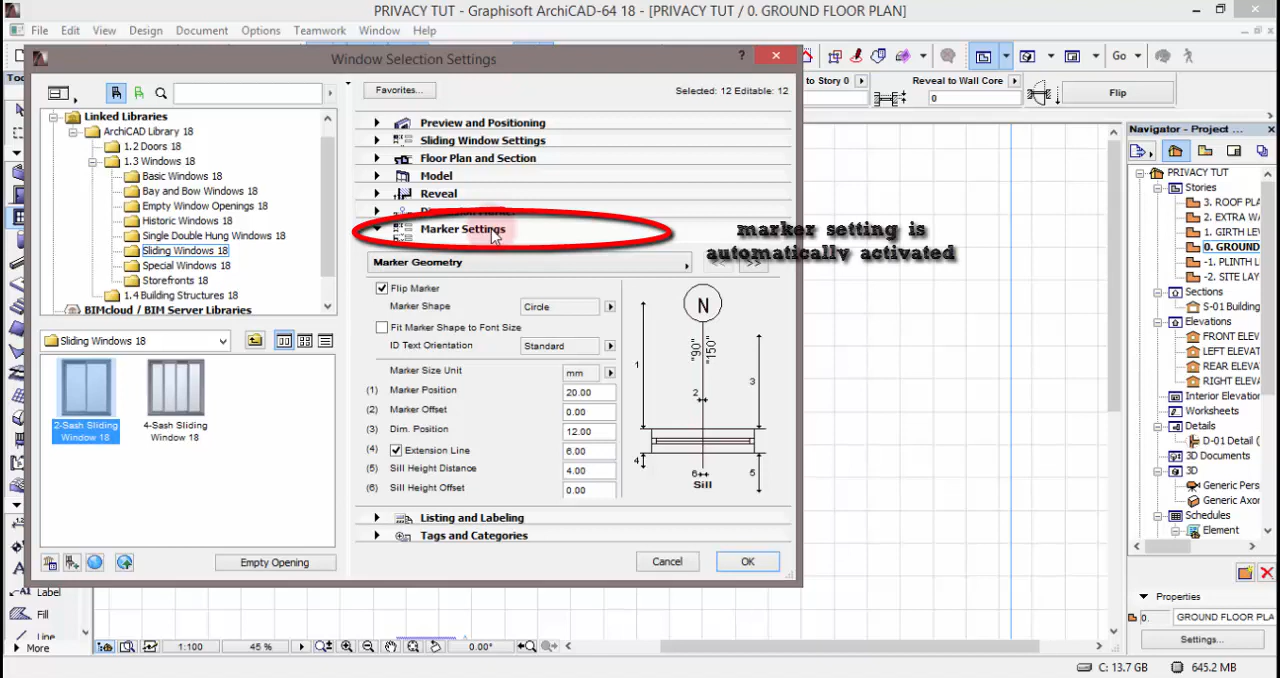 PRIVACY TUT - Graphisoft ArchiCAD-64 18 - [PRIVACY TUT / 0. GROUND FLOOR PLAN]
File Edit View Design Document Options Teamwork Window Help
Window Selection Settings
to Story 0
Reveal to Wall Core
0
Flip
Go
Favorites...
Selected: 12 Editable: 12
Linked Libraries
ArchiCAD Library 18
1.2 Doors 18
1.3 Windows 18
Basic Windows 18
Bay and Bow Windows 18
Empty Window Openings 18
Historic Windows 18
Single Double Hung Windows 18
Sliding Windows 18
Special Windows 18
Storefronts 18
1.4 Building Structures 18
BIMcloud / BIM Server Libraries
Sliding Windows 18
2-Sash Sliding
Window 18
4-Sash Sliding
Window 18
Empty Opening
Preview and Positioning
Sliding Window Settings
Floor Plan and Section
Model
Reveal
Marker Settings
marker setting is
automatically activated
Marker Geometry
Flip Marker
Marker Shape Circle
Fit Marker Shape to Font Size
ID Text Orientation Standard
Marker Size Unit mm
(1) Marker Position 20.00
(2) Marker Offset 0.00
(3) Dim. Position 12.00
(4) Extension Line 6.00
(5) Sill Height Distance 4.00
(6) Sill Height Offset 0.00
N
"90"
"150"
1
2
3
4
5
6
Sill
Listing and Labeling
Tags and Categories
Cancel
OK
Navigator - Project ...
PRIVACY TUT
Stories
3. ROOF PLA
2. EXTRA WA
1. GIRTH LEV
0. GROUND
-1. PLINTH L
-2. SITE LAY
Sections
S-01 Building
Elevations
FRONT ELEV
LEFT ELEVAT
REAR ELEVA
RIGHT ELEVA
Interior Elevation
Worksheets
Details
D-01 Detail (
3D Documents
3D
Generic Pers
Generic Axor
Schedules
Element
Properties
0. GROUND FLOOR PLA
Settings...
Label
Fill
Line
More
1:100
45 %
0.00°
C: 13.7 GB
645.2 MB